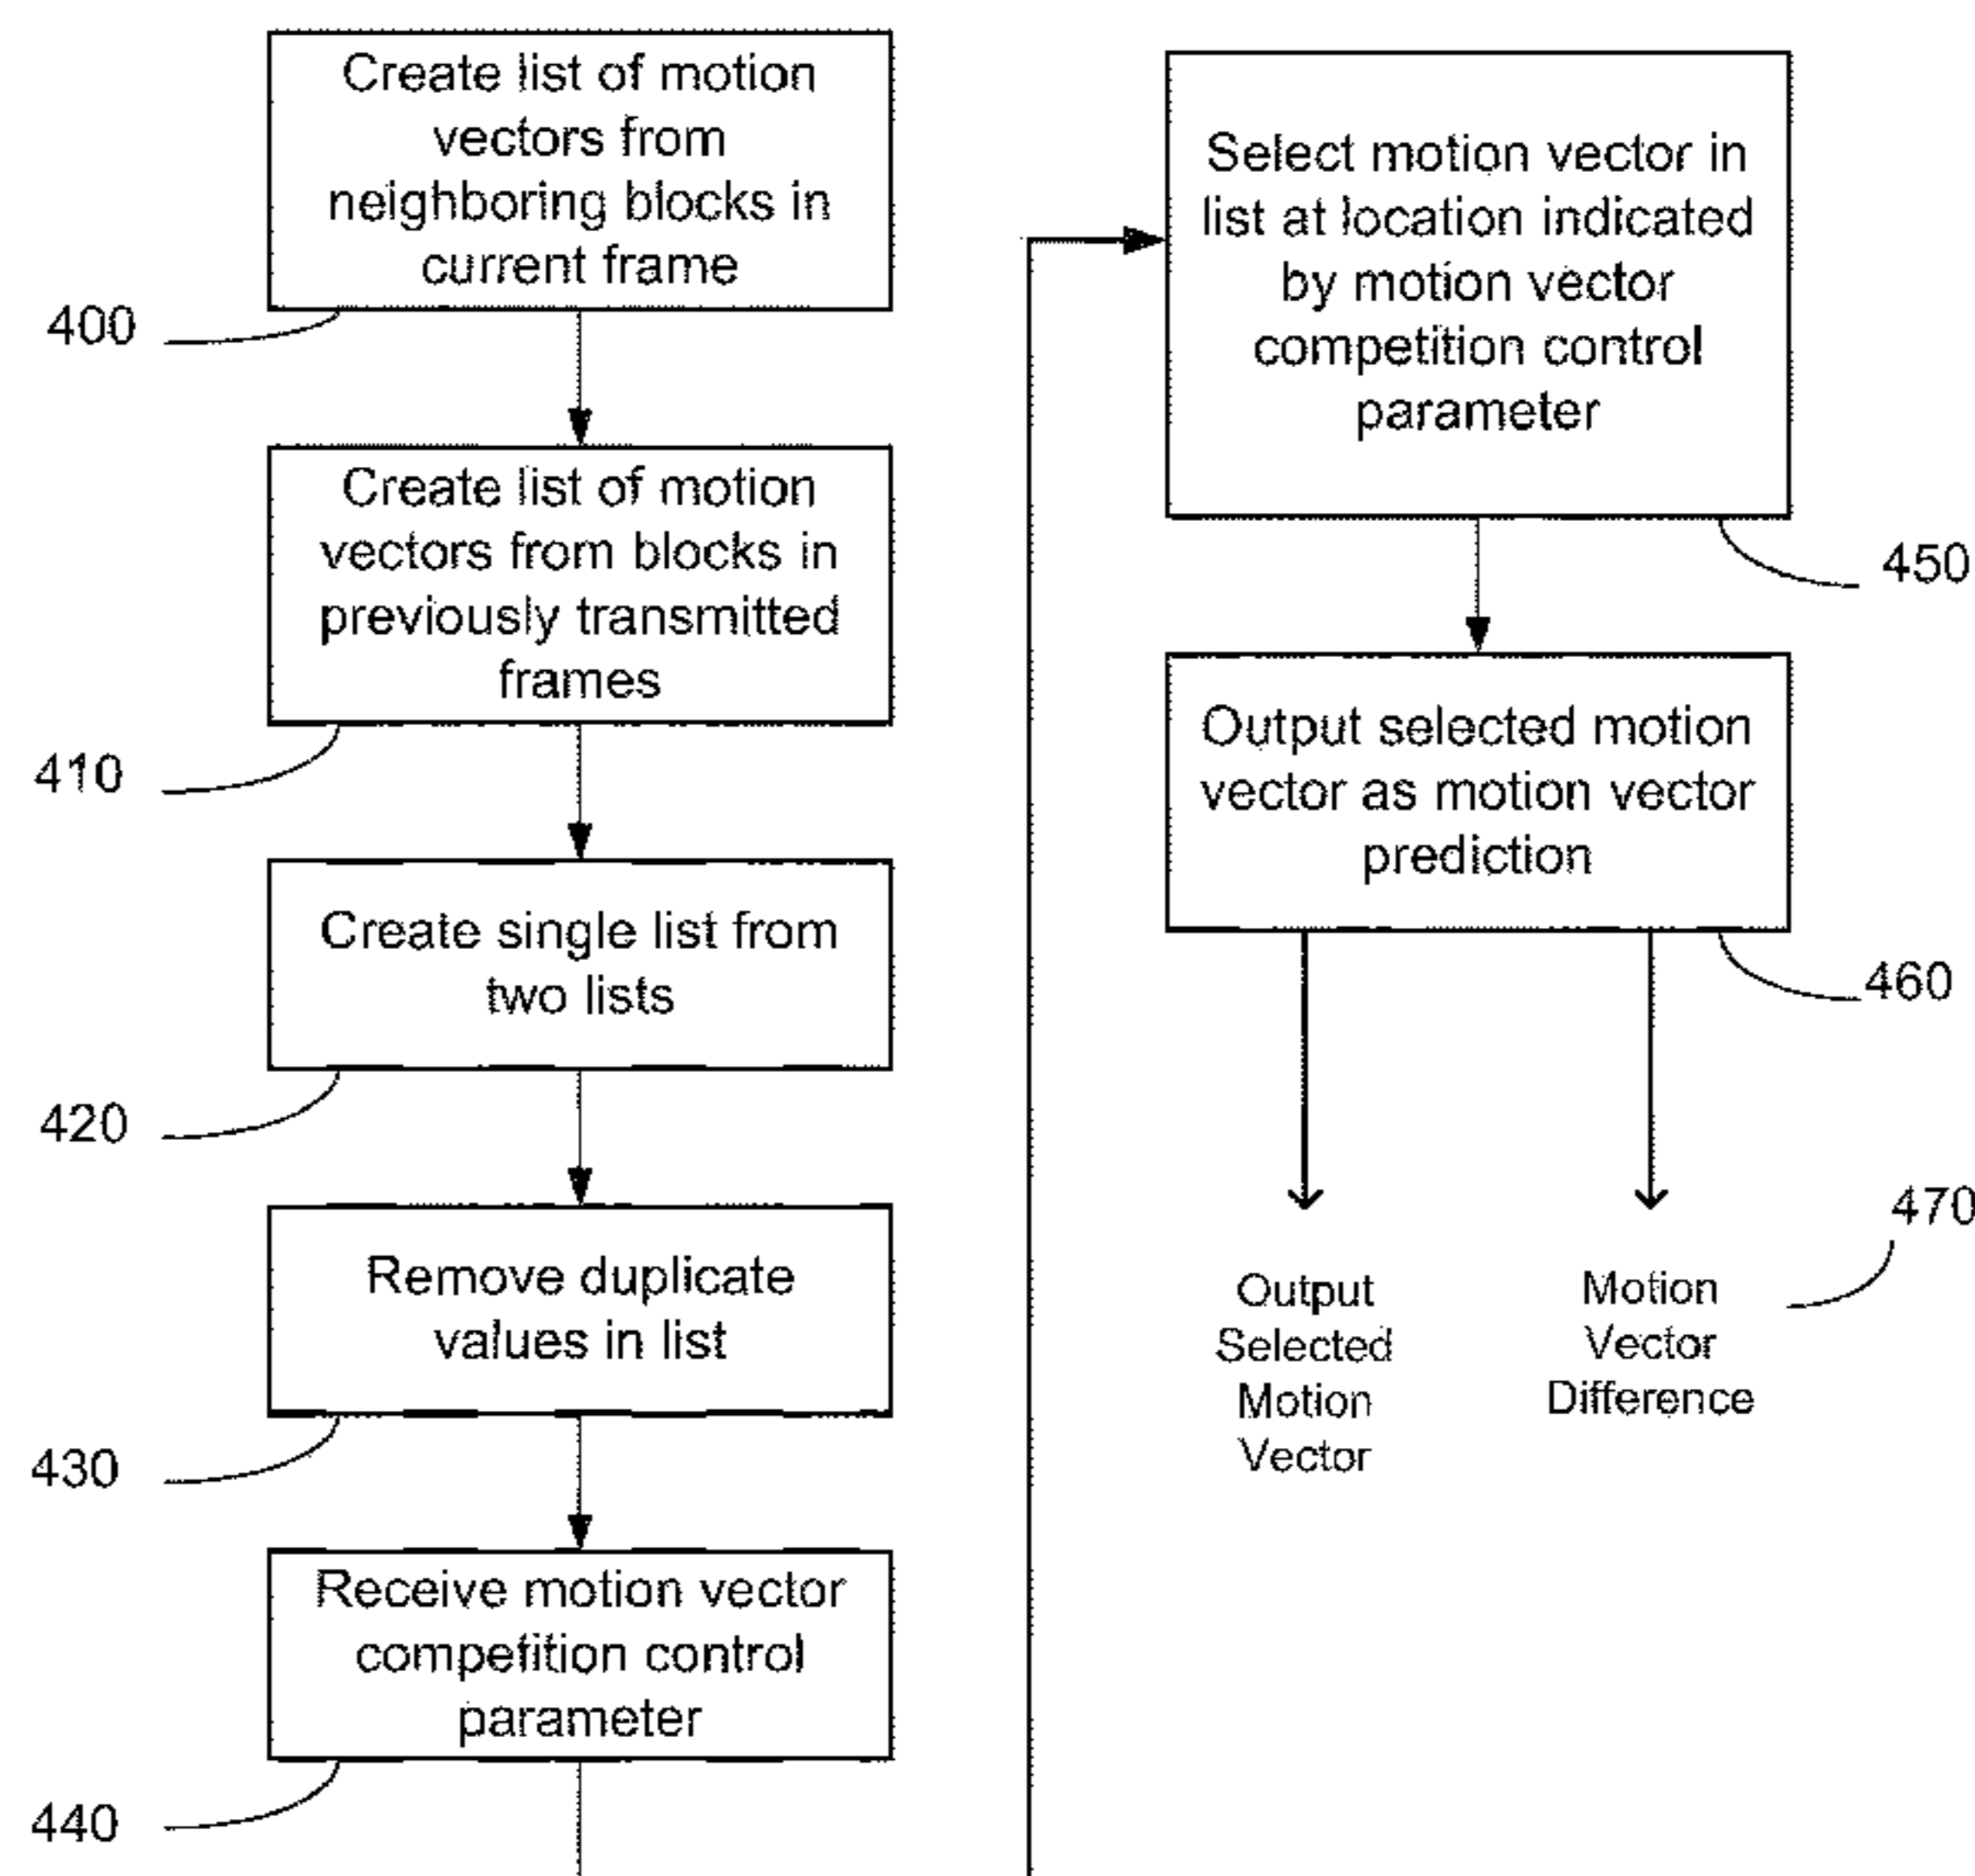 Create list of motion
vectors from
neighboring blocks in
current frame
400
Create list of motion
vectors from blocks in
previously transmitted
frames
410
Create single list from
two lists
420
Remove duplicate
values in list
430
Receive motion vector
competition control
parameter
440
Select motion vector in
list at location indicated
by motion vector
competition control
parameter
450
Output selected motion
vector as motion vector
prediction
460
470
Output
Selected
Motion
Vector
Motion
Vector
Difference